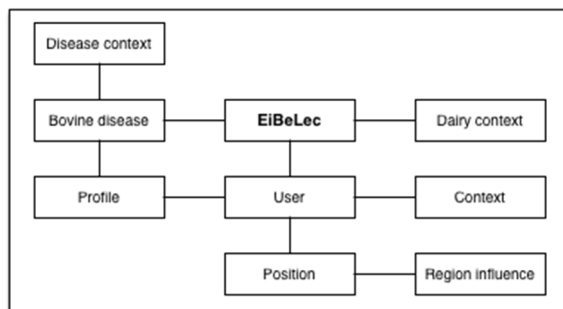 Disease context
Bovine disease
EiBeLec
Dairy context
Profile
User
Context
Position
Region influence